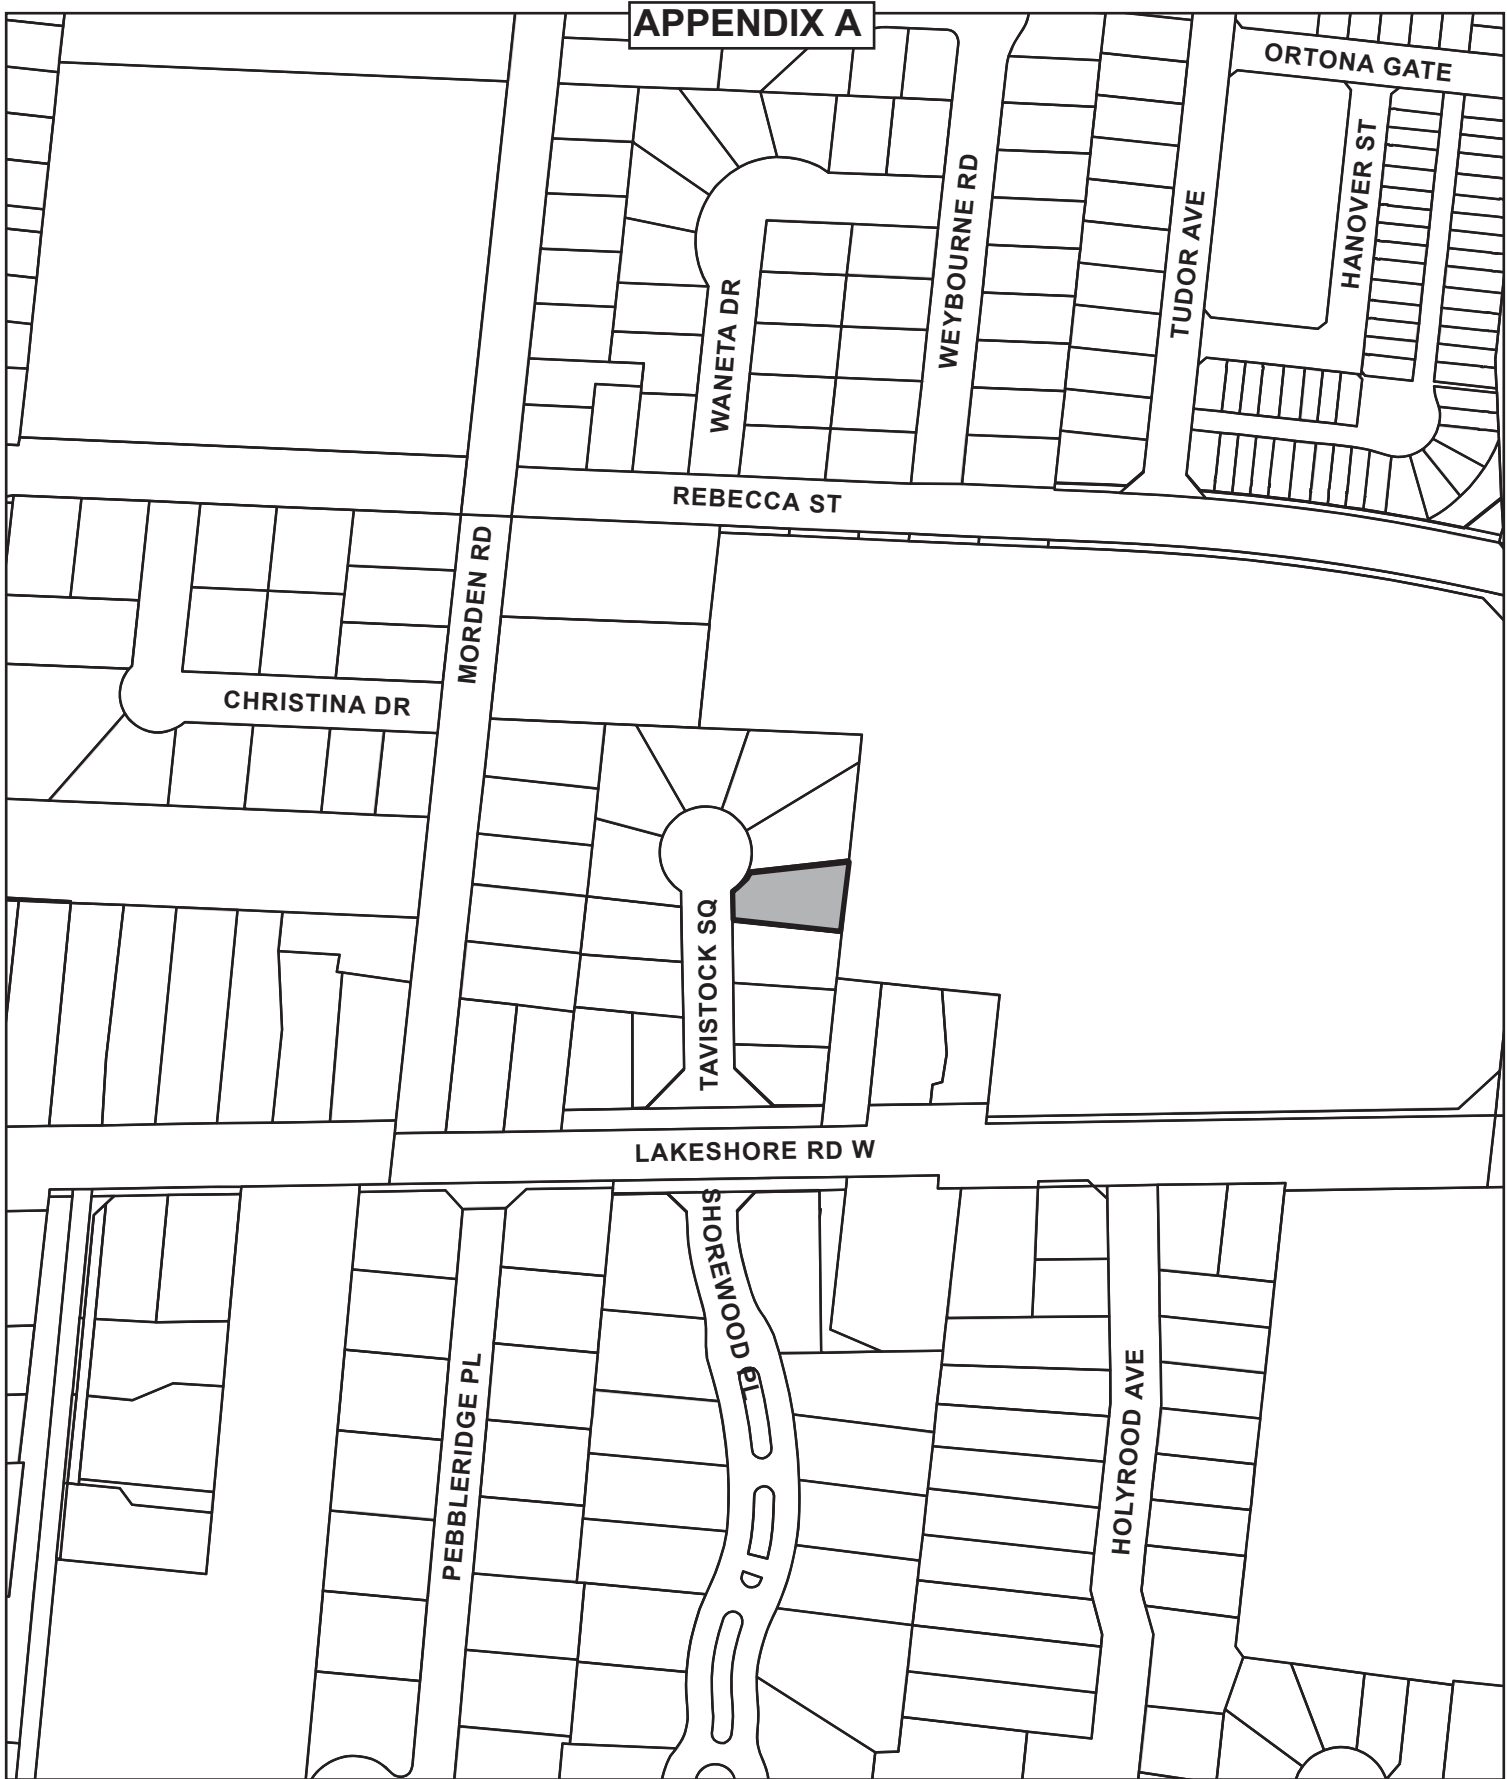 APPENDIX A
ORTONA GATE
HANOVER ST
WEYBOURNE RD
TUDOR AVE
WANETA DR
REBECCA ST
MORDEN RD
CHRISTINA DR
TAVISTOCK SQ
LAKESHORE RD W
SHOREWOOD PL
PEBBLERIDGE PL
HOLYROOD AVE